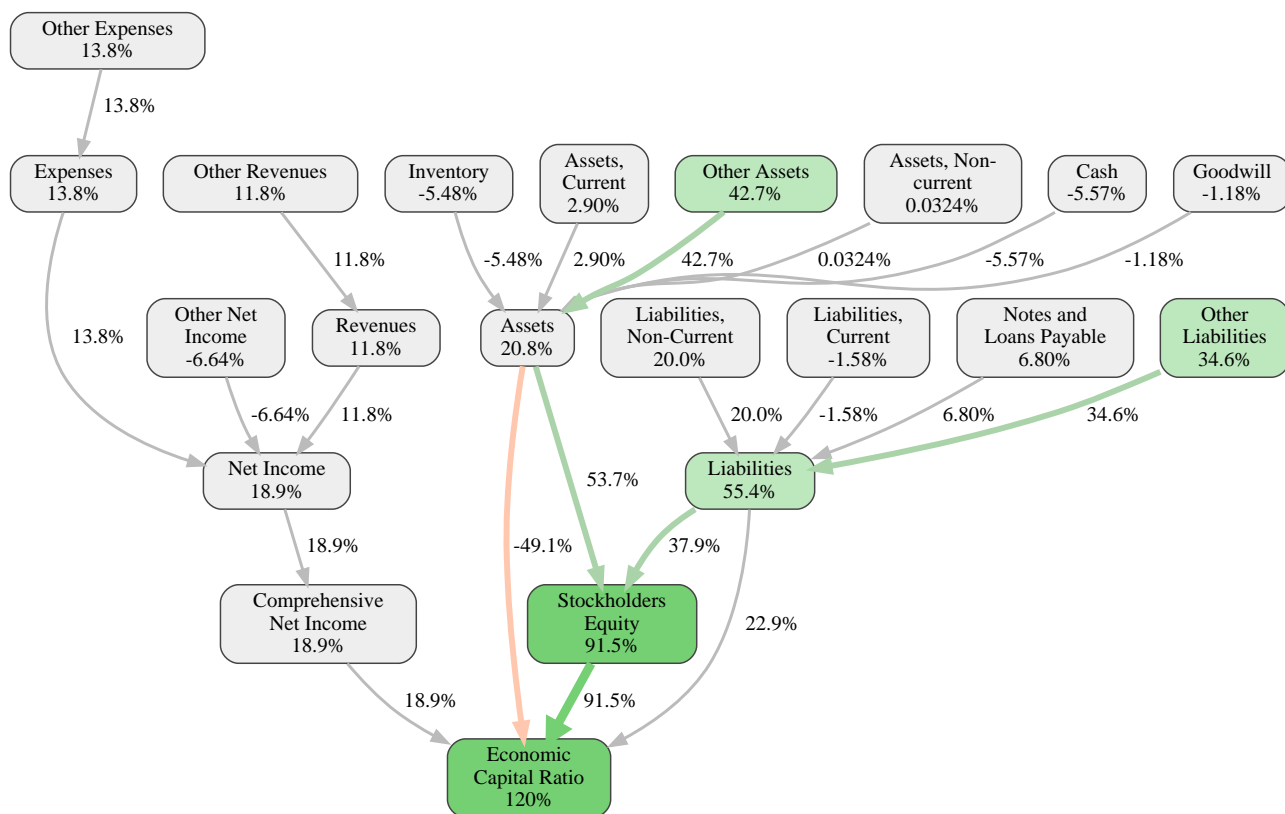 Other Expenses
13.8%
13.8%
Expenses
13.8%
Other Revenues
11.8%
Inventory
-5.48%
Assets,
Current
2.90%
Other Assets
42.7%
Assets, Non-
current
0.0324%
Cash
-5.57%
Goodwill
-1.18%
11.8%
-5.48%
2.90%
42.7%
0.0324%
-5.57%
-1.18%
13.8%
Other Net
Income
-6.64%
Revenues
11.8%
Assets
20.8%
Liabilities,
Non-Current
20.0%
Liabilities,
Current
-1.58%
Notes and
Loans Payable
6.80%
Other
Liabilities
34.6%
-6.64%
11.8%
20.0%
-1.58%
6.80%
34.6%
Net Income
18.9%
53.7%
Liabilities
55.4%
18.9%
-49.1%
37.9%
Comprehensive
Net Income
18.9%
Stockholders
Equity
91.5%
22.9%
18.9%
91.5%
Economic
Capital Ratio
120%